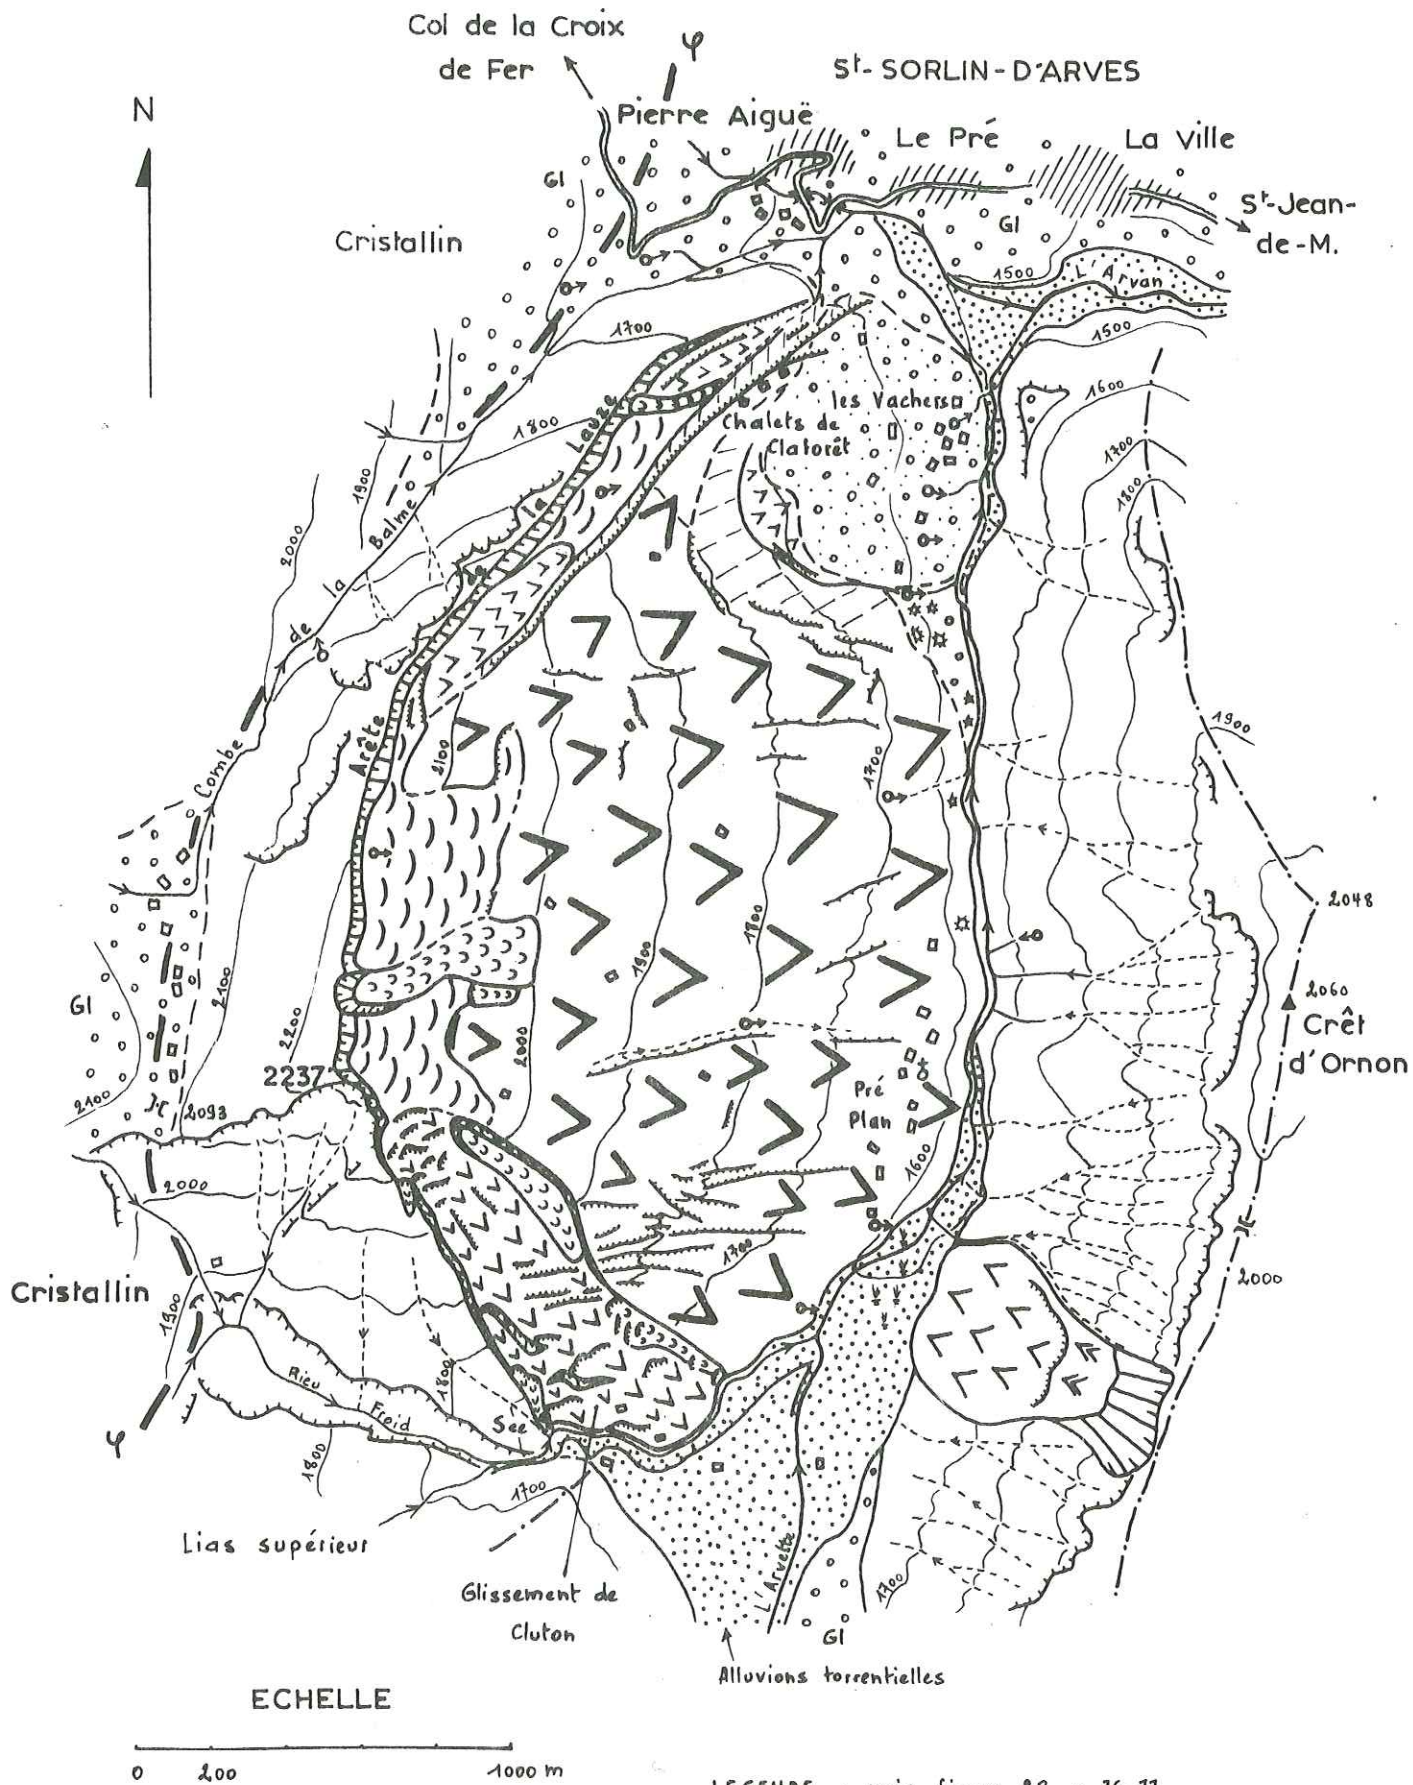 Col de la Croix
de Fer
φ
St-SORLIN-D'ARVES
N
Pierre Aiguë
Le Pré
La Ville
Gl
St-Jean-
de-M.
Cristallin
Gl
1500
L'Arvan
1700
1500
1600
les Vachers
Chalets de
Clatorêt
1800
1700
1800
1900
2000
Arête de la Lauze
Combe de la Balme
1900
2100
1700
2048
1900
1800
2100
2200
2000
2060
Crêt
d'Ornon
Gl
2237
2100
2093
Pré
Plan
1600
2000
1700
2000
Cristallin
1900
Rieu
Froid
Sec
1800
φ
1800
1700
Lias supérieur
L'Arvette
1700
Glissement de
Cluton
Gl
Alluvions torrentielles
ECHELLE
0 200 1000 m